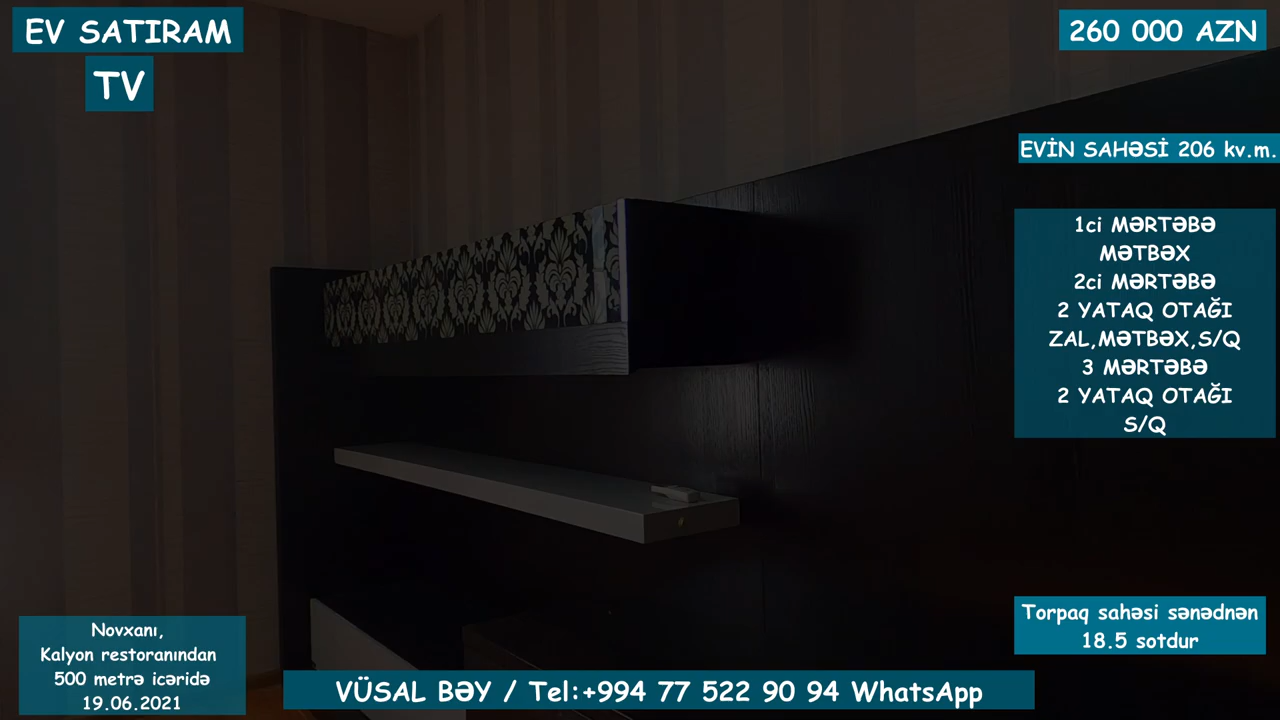 EV SATIRAM
TV
260 000 AZN
EVİN SAHƏSİ 206 kv.m.
1ci MƏRTƏBƏ
MƏTBƏX
2ci MƏRTƏBƏ
2 YATAQ OTAĞI
ZAL,MƏTBƏX,S/Q
3 MƏRTƏBƏ
2 YATAQ OTAĞI
S/Q
Torpaq sahəsi sənədnən
18.5 sotdur
Novxanı,
Kalyon restoranından
500 metrə icəridə
19.06.2021
VÜSAL BƏY / Tel:+994 77 522 90 94 WhatsApp